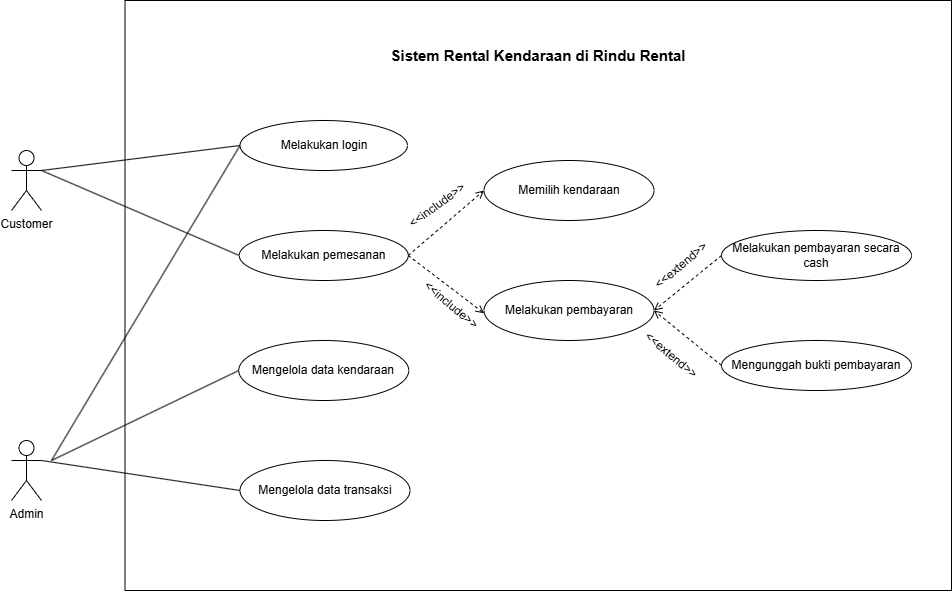 Sistem Rental Kendaraan di Rindu Rental
Melakukan login
Customer
<<include>>
Memilih kendaraan
Melakukan pemesanan
<<extend>>
Melakukan pembayaran secara
cash
<<include>>
Melakukan pembayaran
<<extend>>
Mengunggah bukti pembayaran
Mengelola data kendaraan
Mengelola data transaksi
Admin